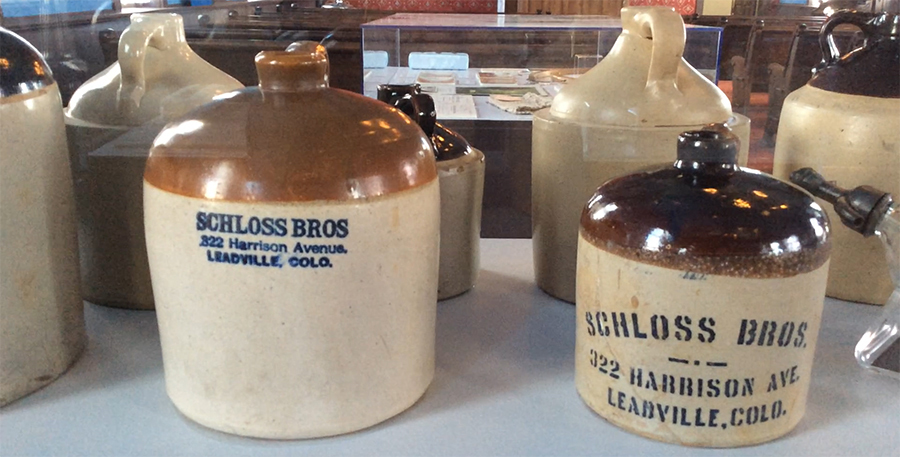 SCHLOSS BROS
322 Harrison Avenue.
LEADVILLE, COLO.
SCHLOSS BROS.
322 HARRISON AVE.
LEADVILLE, COLO.